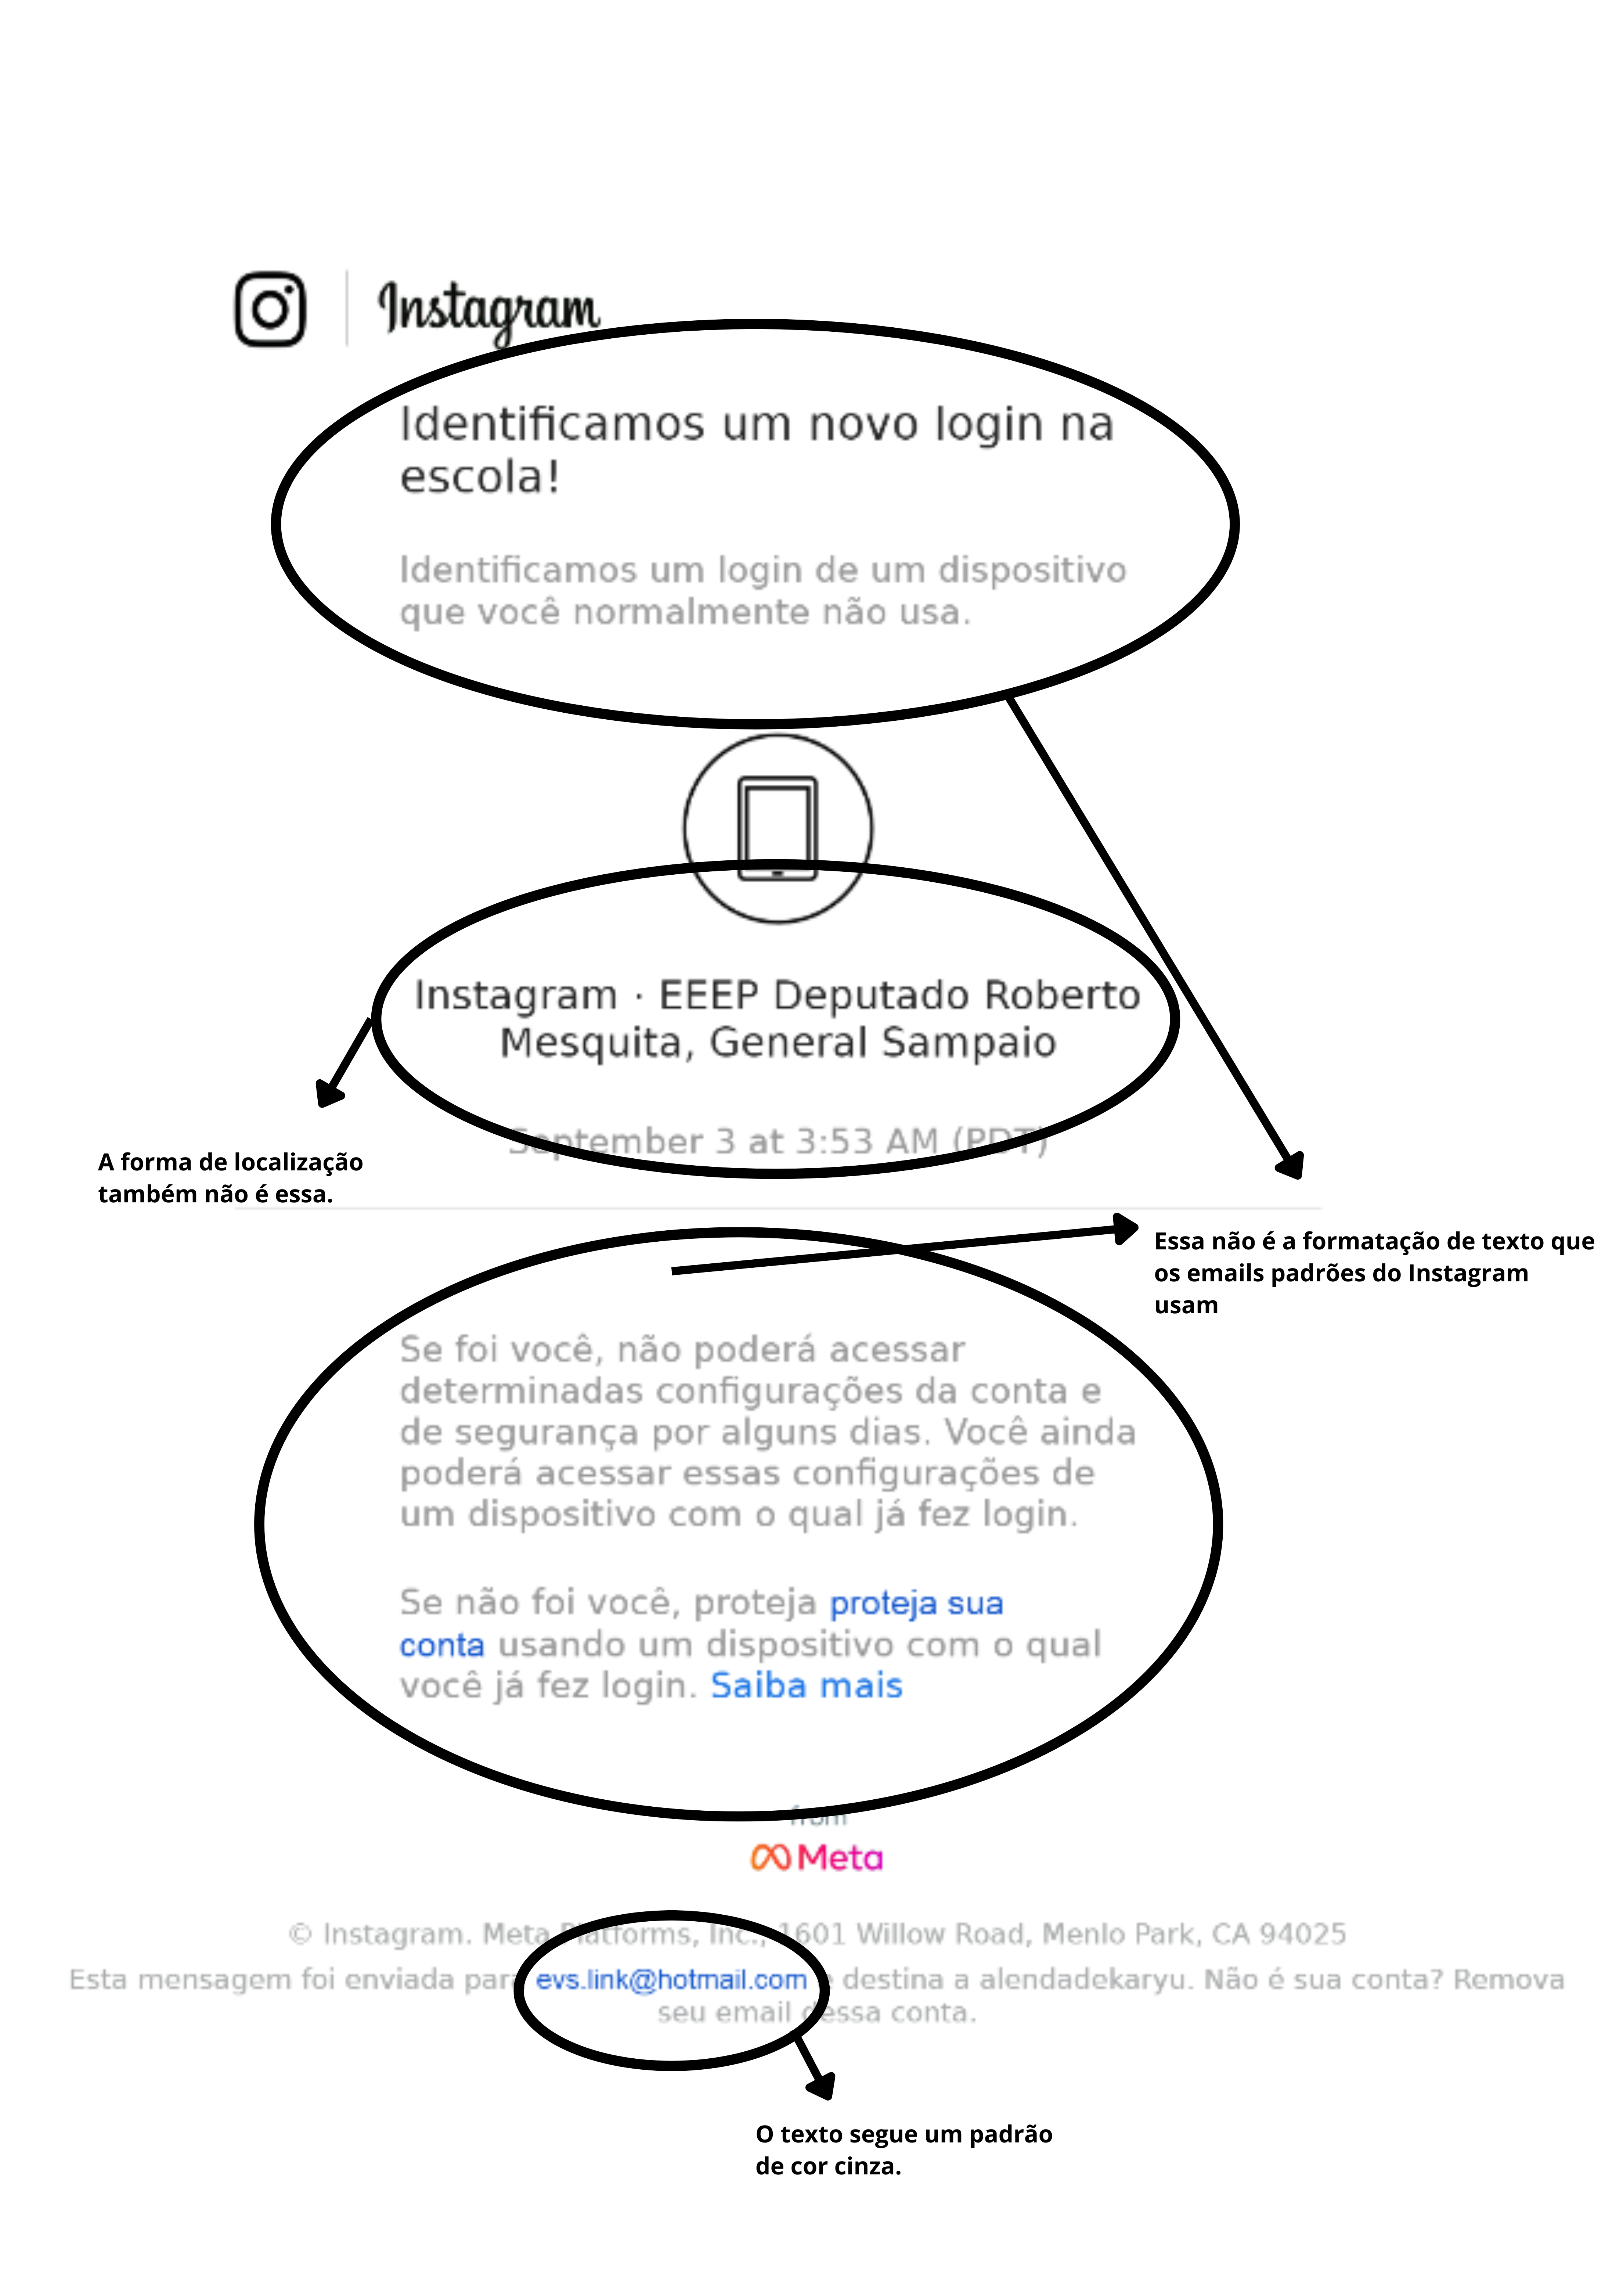 Instagram
Identificamos um novo login na
escola!
Identificamos um login de um dispositivo
que você normalmente não usa.
Instagram · EEEP Deputado Roberto
Mesquita, General Sampaio
September 3 at 3:53 AM (PDT)
A forma de localização
também não é essa.
Essa não é a formatação de texto que
os emails padrões do Instagram
usam
Se foi você, não poderá acessar
determinadas configurações da conta e
de segurança por alguns dias. Você ainda
poderá acessar essas configurações de
um dispositivo com o qual já fez login.
Se não foi você, proteja proteja sua
conta usando um dispositivo com o qual
você já fez login. Saiba mais
from
Meta
© Instagram. Meta Platforms, Inc., 1601 Willow Road, Menlo Park, CA 94025
Esta mensagem foi enviada para evs.link@hotmail.com e destina a alendadekaryu. Não é sua conta? Remova
seu email dessa conta.
O texto segue um padrão
de cor cinza.